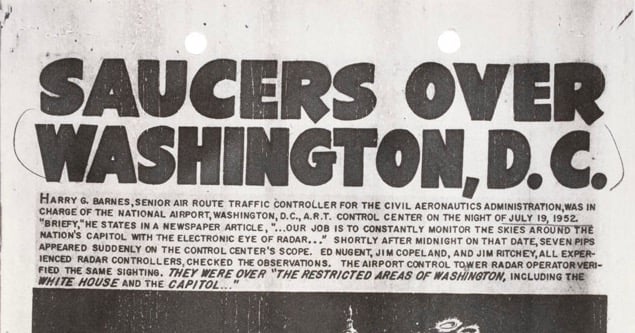 SAUCERS OVER
WASHINGTON, D.C.
HARRY G. BARNES, SENIOR AIR ROUTE TRAFFIC CONTROLLER FOR THE CIVIL AERONAUTICS ADMINISTRATION, WAS IN
CHARGE OF THE NATIONAL AIRPORT, WASHINGTON, D.C., A.R.T. CONTROL CENTER ON THE NIGHT OF JULY 19, 1952.
"BRIEFY," HE STATES IN A NEWSPAPER ARTICLE, "...OUR JOB IS TO CONSTANTLY MONITOR THE SKIES AROUND THE
NATION'S CAPITOL WITH THE ELECTRONIC EYE OF RADAR..." SHORTLY AFTER MIDNIGHT ON THAT DATE, SEVEN PIPS
APPEARED SUDDENLY ON THE CONTROL CENTER'S SCOPE. ED NUGENT, JIM COPELAND, AND JIM RITCHEY, ALL EXPER-
IENCED RADAR CONTROLLERS, CHECKED THE OBSERVATIONS. THE AIRPORT CONTROL TOWER RADAR OPERATOR VERI-
FIED THE SAME SIGHTING. THEY WERE OVER "THE RESTRICTED AREAS OF WASHINGTON, INCLUDING THE
WHITE HOUSE AND THE CAPITOL..."